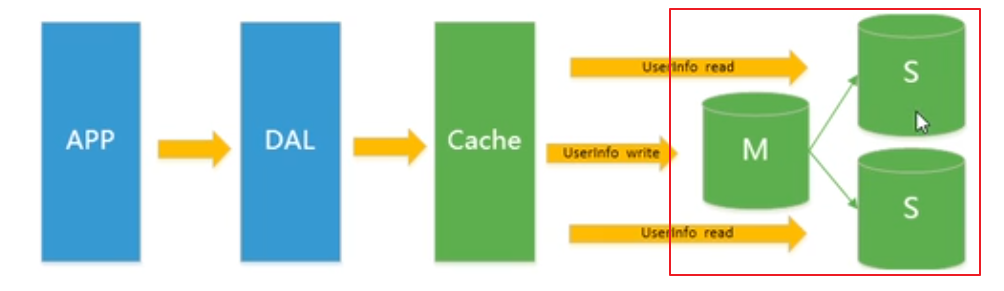 APP
DAL
Cache
UserInfo read
UserInfo write
UserInfo read
M
S
S